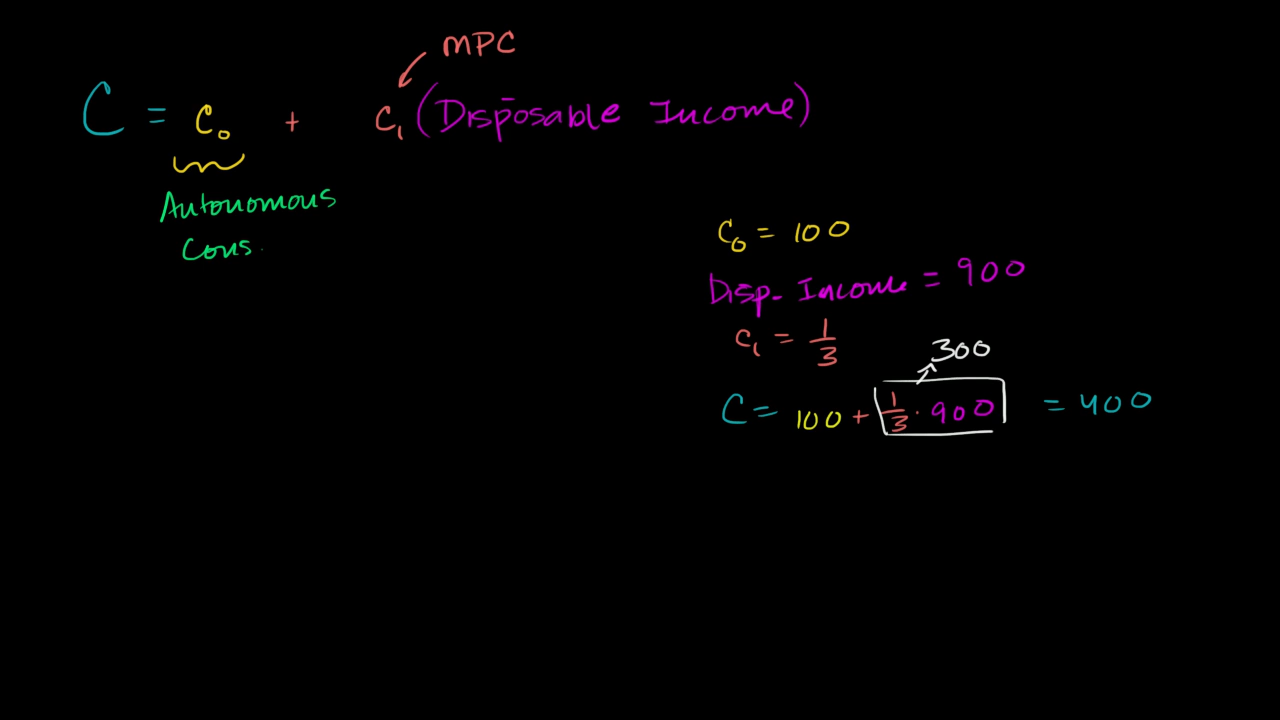 MPC
C = C₀ + C₁ (Disposable Income)
Autonomous
Cons.
C₀ = 100
Disp. Income = 900
C₁ = 1/3
300
C = 100 + 1/3 · 900 = 400